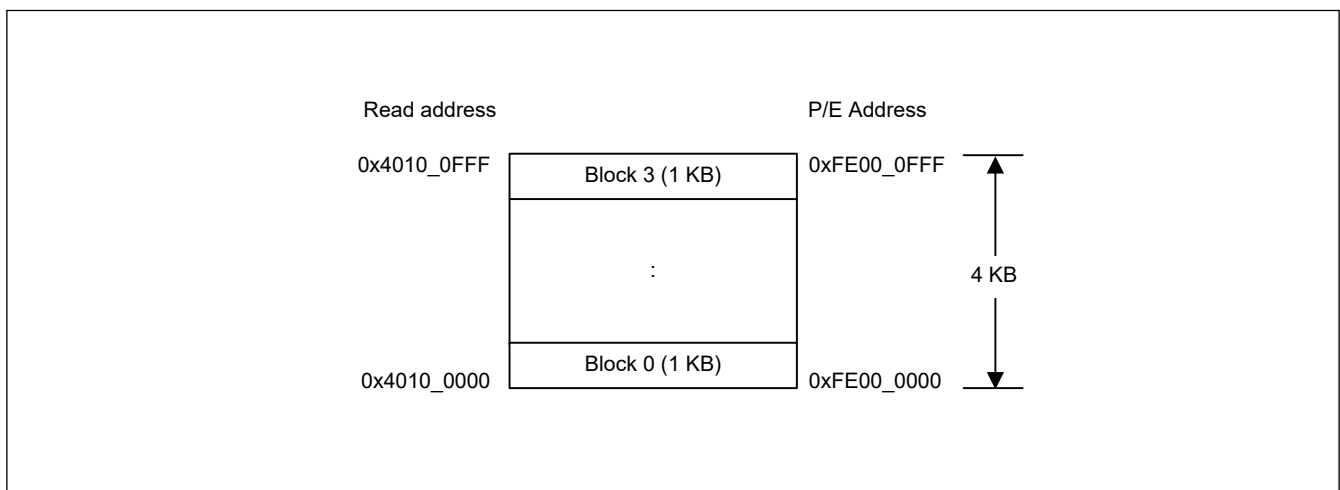 Read address P/E Address
0x4010_0FFF Block 3 (1 KB) 0xFE00_0FFF
:
4 KB
Block 0 (1 KB)
0x4010_0000 0xFE00_0000